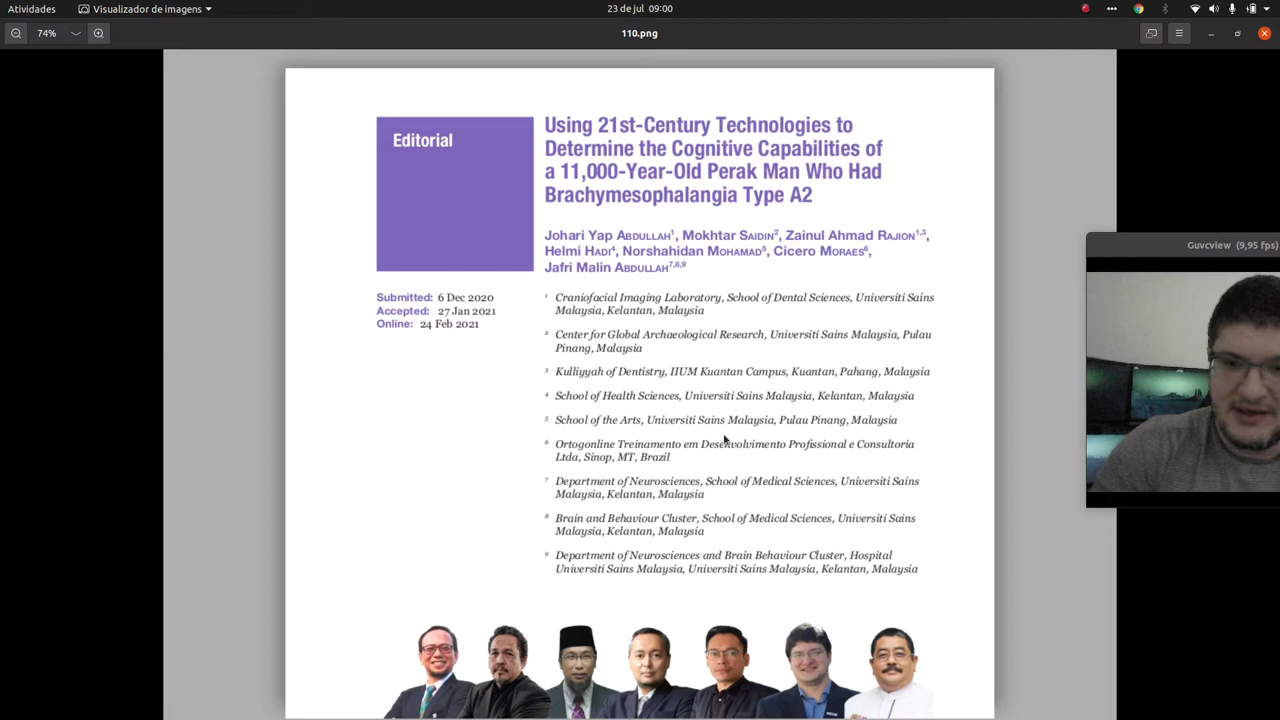 Atividades Visualizador de imagens 23 de jul 09:00
74% 110.png
Editorial
Using 21st-Century Technologies to
Determine the Cognitive Capabilities of
a 11,000-Year-Old Perak Man Who Had
Brachymesophalangia Type A2
Johari Yap Abdullah1, Mokhtar Saidin2, Zainul Ahmad Rajion1,3,
Helmi Hadi4, Norshahidan Mohamad5, Cicero Moraes6,
Jafri Malin Abdullah7,8,9
Submitted: 6 Dec 2020
Accepted: 27 Jan 2021
Online: 24 Feb 2021
1 Craniofacial Imaging Laboratory, School of Dental Sciences, Universiti Sains
Malaysia, Kelantan, Malaysia
2 Center for Global Archaeological Research, Universiti Sains Malaysia, Pulau
Pinang, Malaysia
3 Kulliyyah of Dentistry, IIUM Kuantan Campus, Kuantan, Pahang, Malaysia
4 School of Health Sciences, Universiti Sains Malaysia, Kelantan, Malaysia
5 School of the Arts, Universiti Sains Malaysia, Pulau Pinang, Malaysia
6 Ortogonline Treinamento em Desenvolvimento Profissional e Consultoria
Ltda, Sinop, MT, Brazil
7 Department of Neurosciences, School of Medical Sciences, Universiti Sains
Malaysia, Kelantan, Malaysia
8 Brain and Behaviour Cluster, School of Medical Sciences, Universiti Sains
Malaysia, Kelantan, Malaysia
9 Department of Neurosciences and Brain Behaviour Cluster, Hospital
Universiti Sains Malaysia, Universiti Sains Malaysia, Kelantan, Malaysia
Guvcview (9,95 fps)